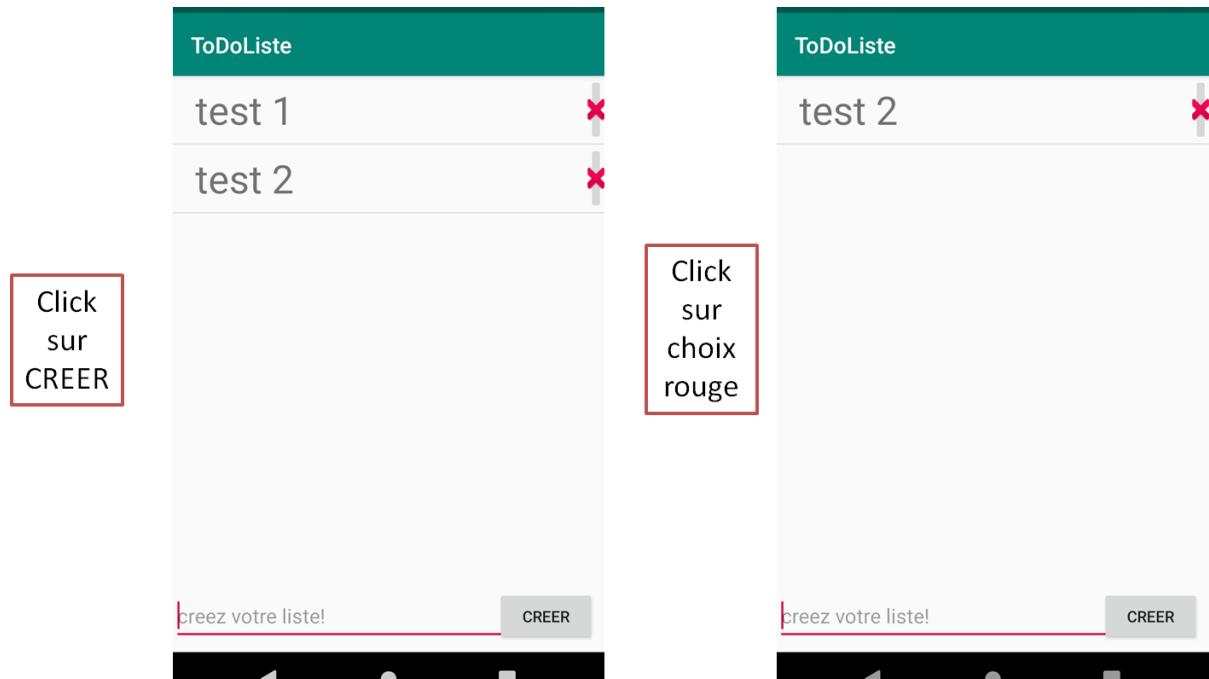 Click
sur
CREER
ToDoListe
test 1
test 2
creez votre liste!
CREER
Click
sur
choix
rouge
ToDoListe
test 2
creez votre liste!
CREER